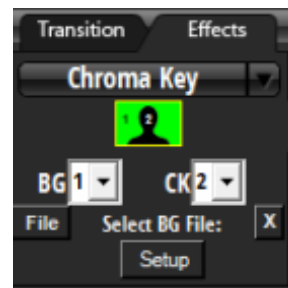 Transition Effects
Chroma Key
1 2
BG 1 CK 2
File Select BG File: X
Setup